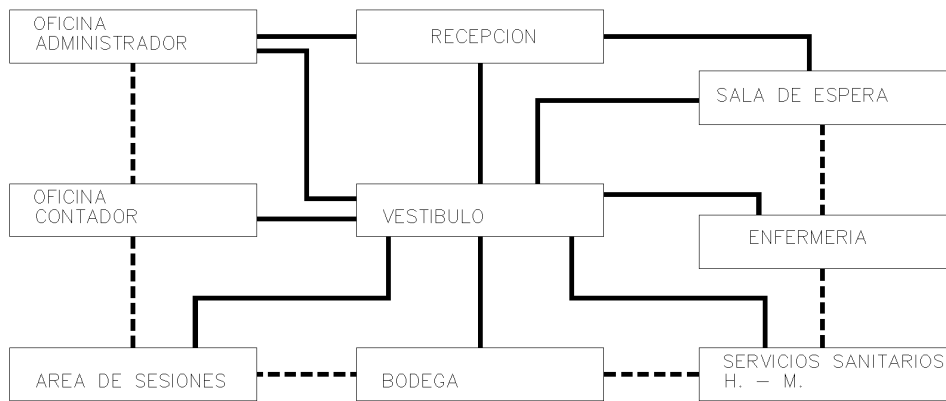 OFICINA
ADMINISTRADOR
RECEPCION
SALA DE ESPERA
OFICINA
CONTADOR
VESTIBULO
ENFERMERIA
AREA DE SESIONES
BODEGA
SERVICIOS SANITARIOS
H. – M.